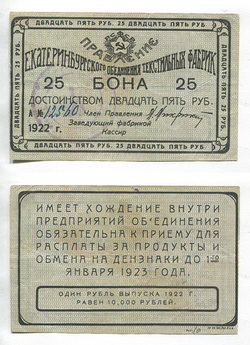 ДВАДЦАТЬ ПЯТЬ РУБ. 25 ДВАДЦАТЬ ПЯТЬ РУБ.
ПРАВЛЕНИЕ
ЕКАТЕРИНБУРГСКОГО ОБЪЕДИНЕНИЯ ТЕКСТИЛЬНЫХ ФАБРИК
25 БОНА 25
ДОСТОИНСТВОМ ДВАДЦАТЬ ПЯТЬ РУБ.
А № 12560 Член Правления
1922 г. Заведующий фабрикой
Кассир
ДВАДЦАТЬ ПЯТЬ РУБ. 25 ДВАДЦАТЬ ПЯТЬ РУБ.
ИМЕЕТ ХОЖДЕНИЕ ВНУТРИ
ПРЕДПРИЯТИЙ ОБ'ЕДИНЕНИЯ
ОБЯЗАТЕЛЬНА К ПРИЕМУ ДЛЯ
РАСПЛАТЫ ЗА ПРОДУКТЫ И
ОБМЕНА НА ДЕНЗНАКИ ДО 1-го
ЯНВАРЯ 1923 ГОДА.
ОДИН РУБЛЬ ВЫПУСКА 1922 Г.
РАВЕН 10,000 РУБЛЕЙ.